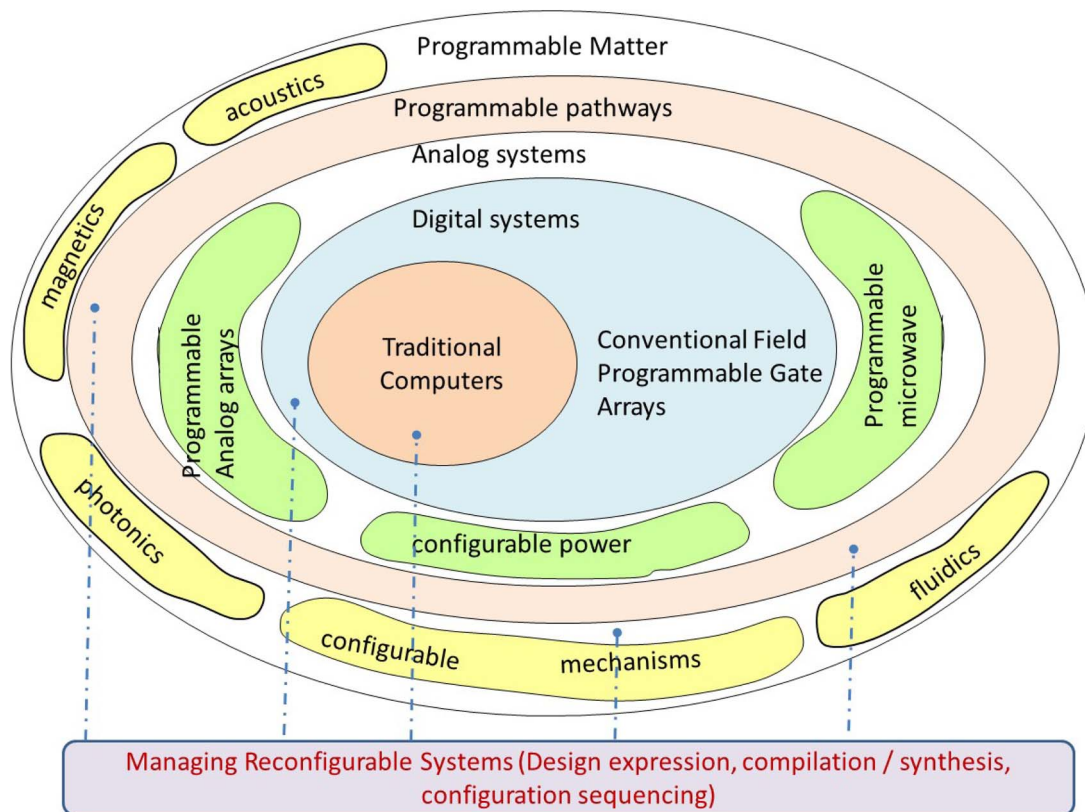 Programmable Matter
acoustics
Programmable pathways
Analog systems
magnetics
Digital systems
Programmable
Analog arrays
Traditional
Computers
Conventional Field
Programmable Gate
Arrays
Programmable
microwave
photonics
configurable power
fluidics
configurable mechanisms
Managing Reconfigurable Systems (Design expression, compilation / synthesis,
configuration sequencing)